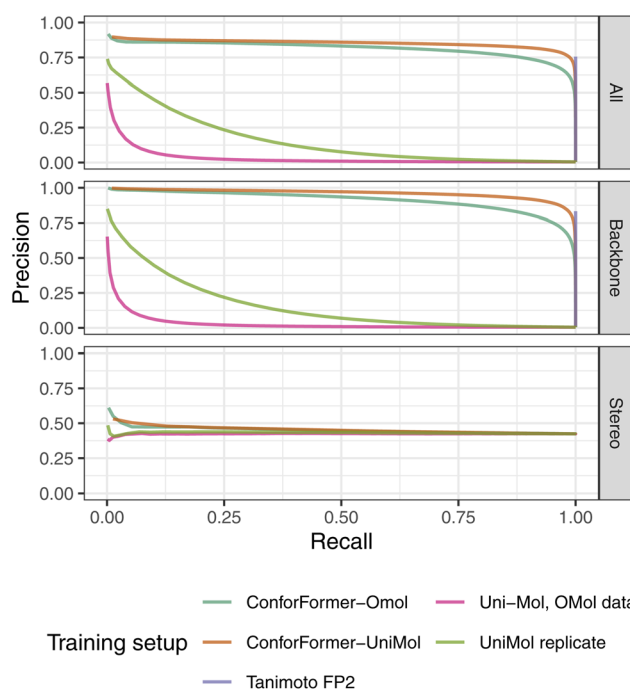 1.00
0.75
0.50
0.25
0.00
All
1.00
0.75
0.50
0.25
0.00
Backbone
Precision
1.00
0.75
0.50
0.25
0.00
Stereo
0.00 0.25 0.50 0.75 1.00
Recall
Training setup
ConforFormer-Omol
Uni-Mol, OMol data
ConforFormer-UniMol
UniMol replicate
Tanimoto FP2